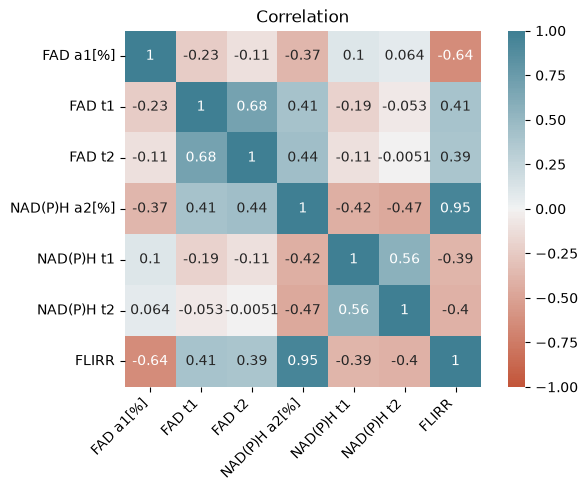 Correlation
FAD a1[%] 1 -0.23 -0.11 -0.37 0.1 0.064 -0.64
FAD t1 -0.23 1 0.68 0.41 -0.19 -0.053 0.41
FAD t2 -0.11 0.68 1 0.44 -0.11 -0.0051 0.39
NAD(P)H a2[%] -0.37 0.41 0.44 1 -0.42 -0.47 0.95
NAD(P)H t1 0.1 -0.19 -0.11 -0.42 1 0.56 -0.39
NAD(P)H t2 0.064 -0.053 -0.0051 -0.47 0.56 1 -0.4
FLIRR -0.64 0.41 0.39 0.95 -0.39 -0.4 1
FAD a1[%]
FAD t1
FAD t2
NAD(P)H a2[%]
NAD(P)H t1
NAD(P)H t2
FLIRR
1.00
0.75
0.50
0.25
0.00
−0.25
−0.50
−0.75
−1.00